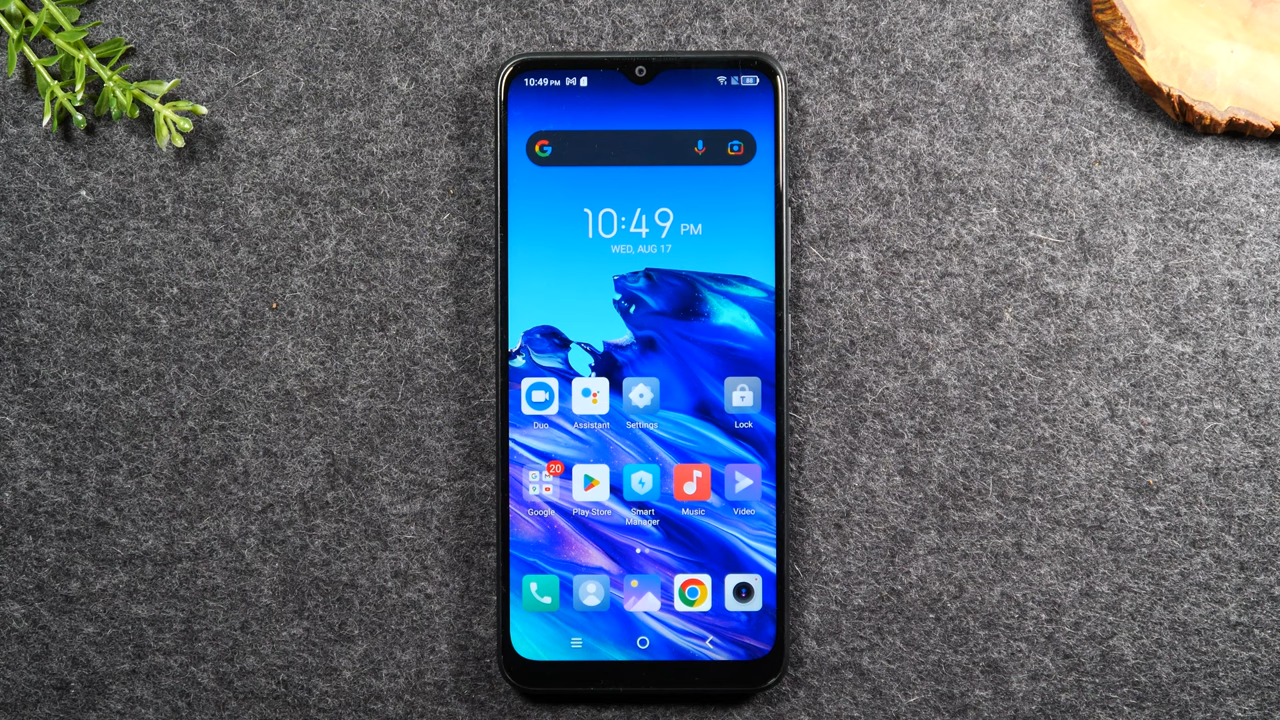 10:49 PM
88
10:49 PM
WED, AUG 17
Duo
Assistant
Settings
Lock
20
Google
Play Store
Smart
Manager
Music
Video